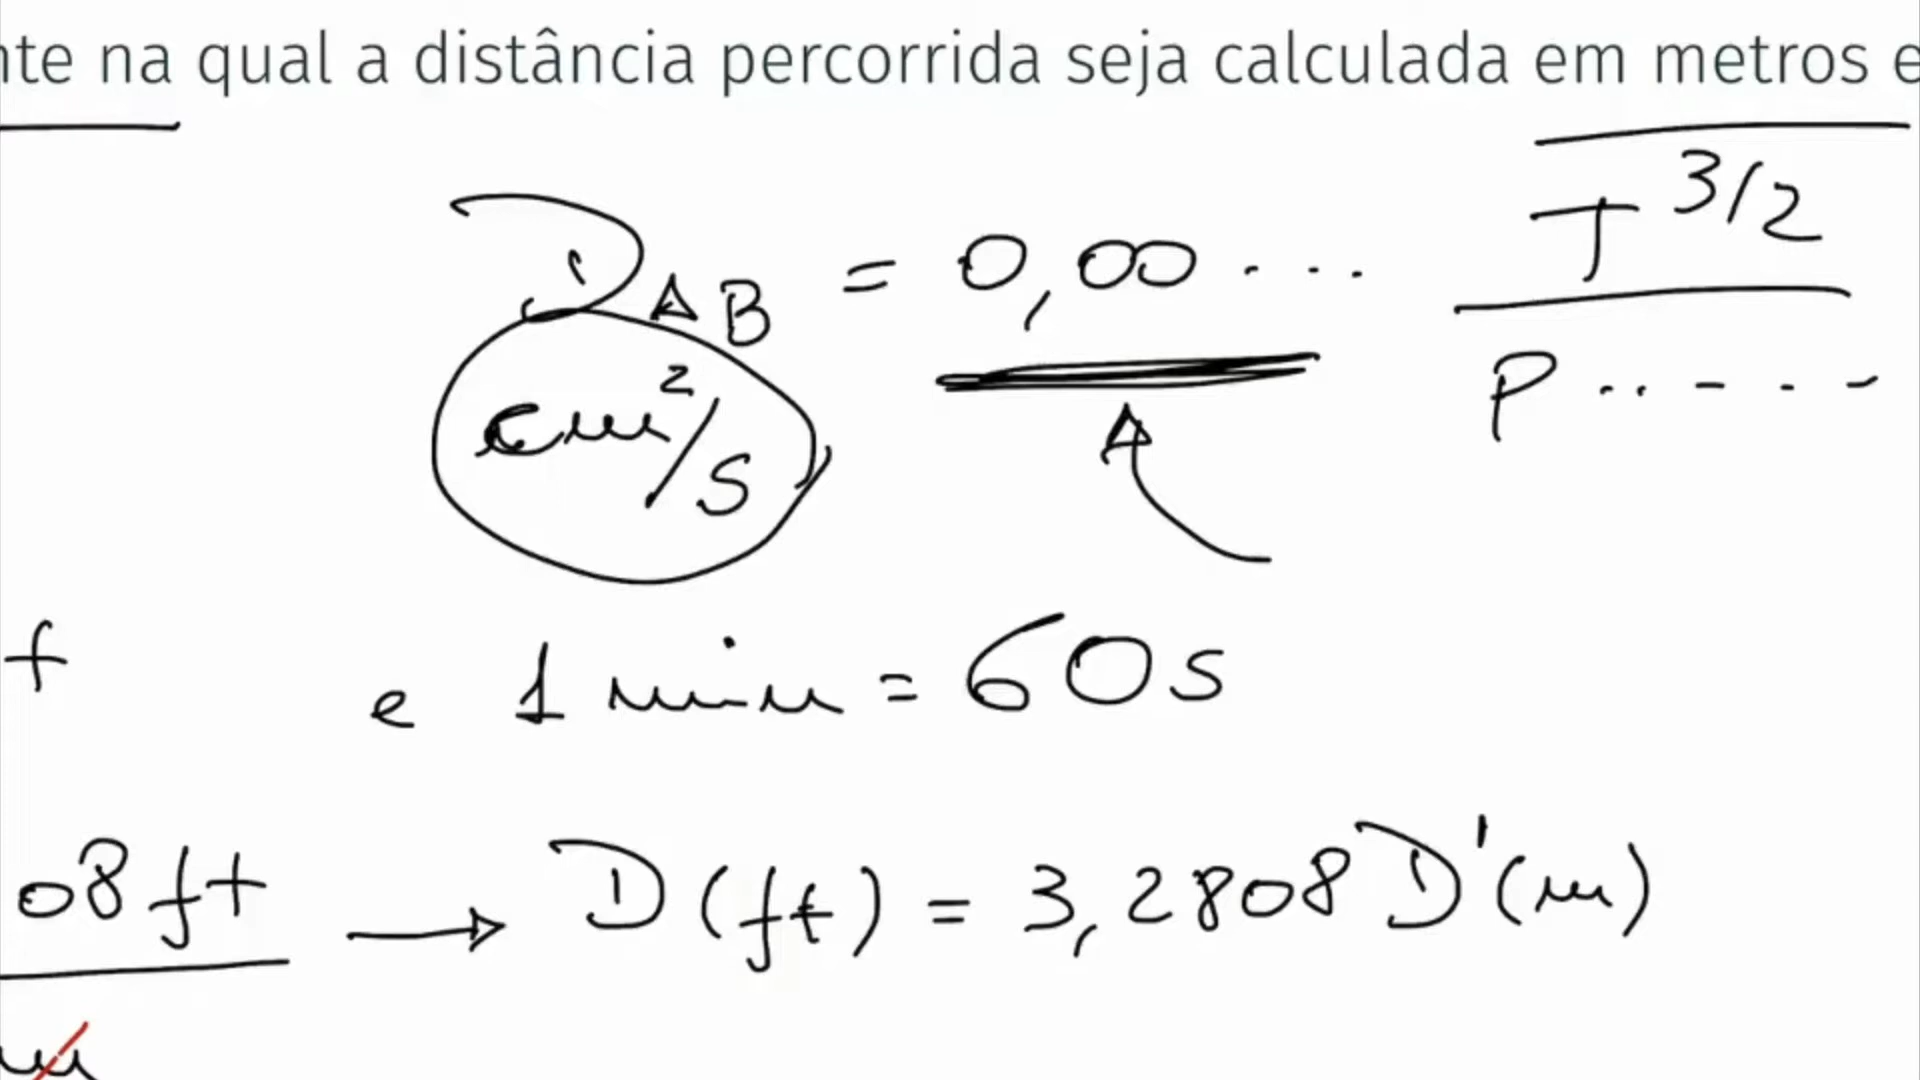 nte na qual a distância percorrida seja calculada em metros e
D_AB = 0,00 ... T^3/2 / P .. - - -
cm²/s
f e 1 min = 60 s
08 ft → D (ft) = 3,2808 D' (m)
m